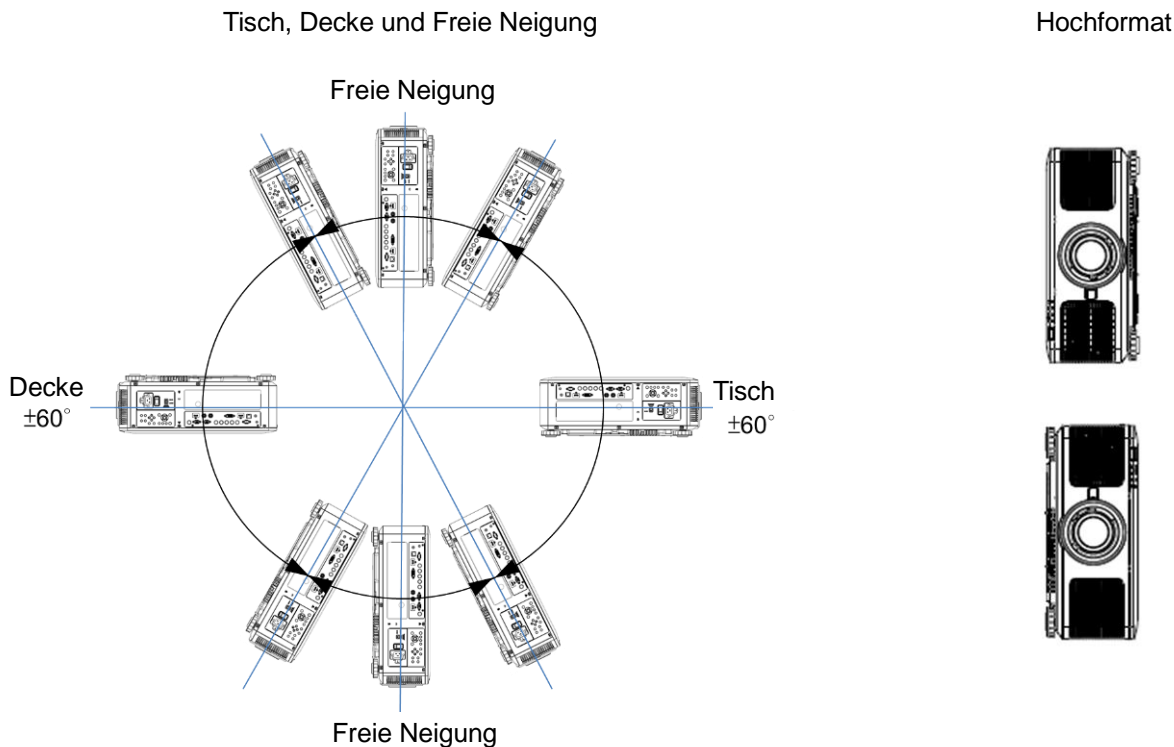 Tisch, Decke und Freie Neigung
Hochformat
Freie Neigung
Decke
±60°
Tisch
±60°
Freie Neigung